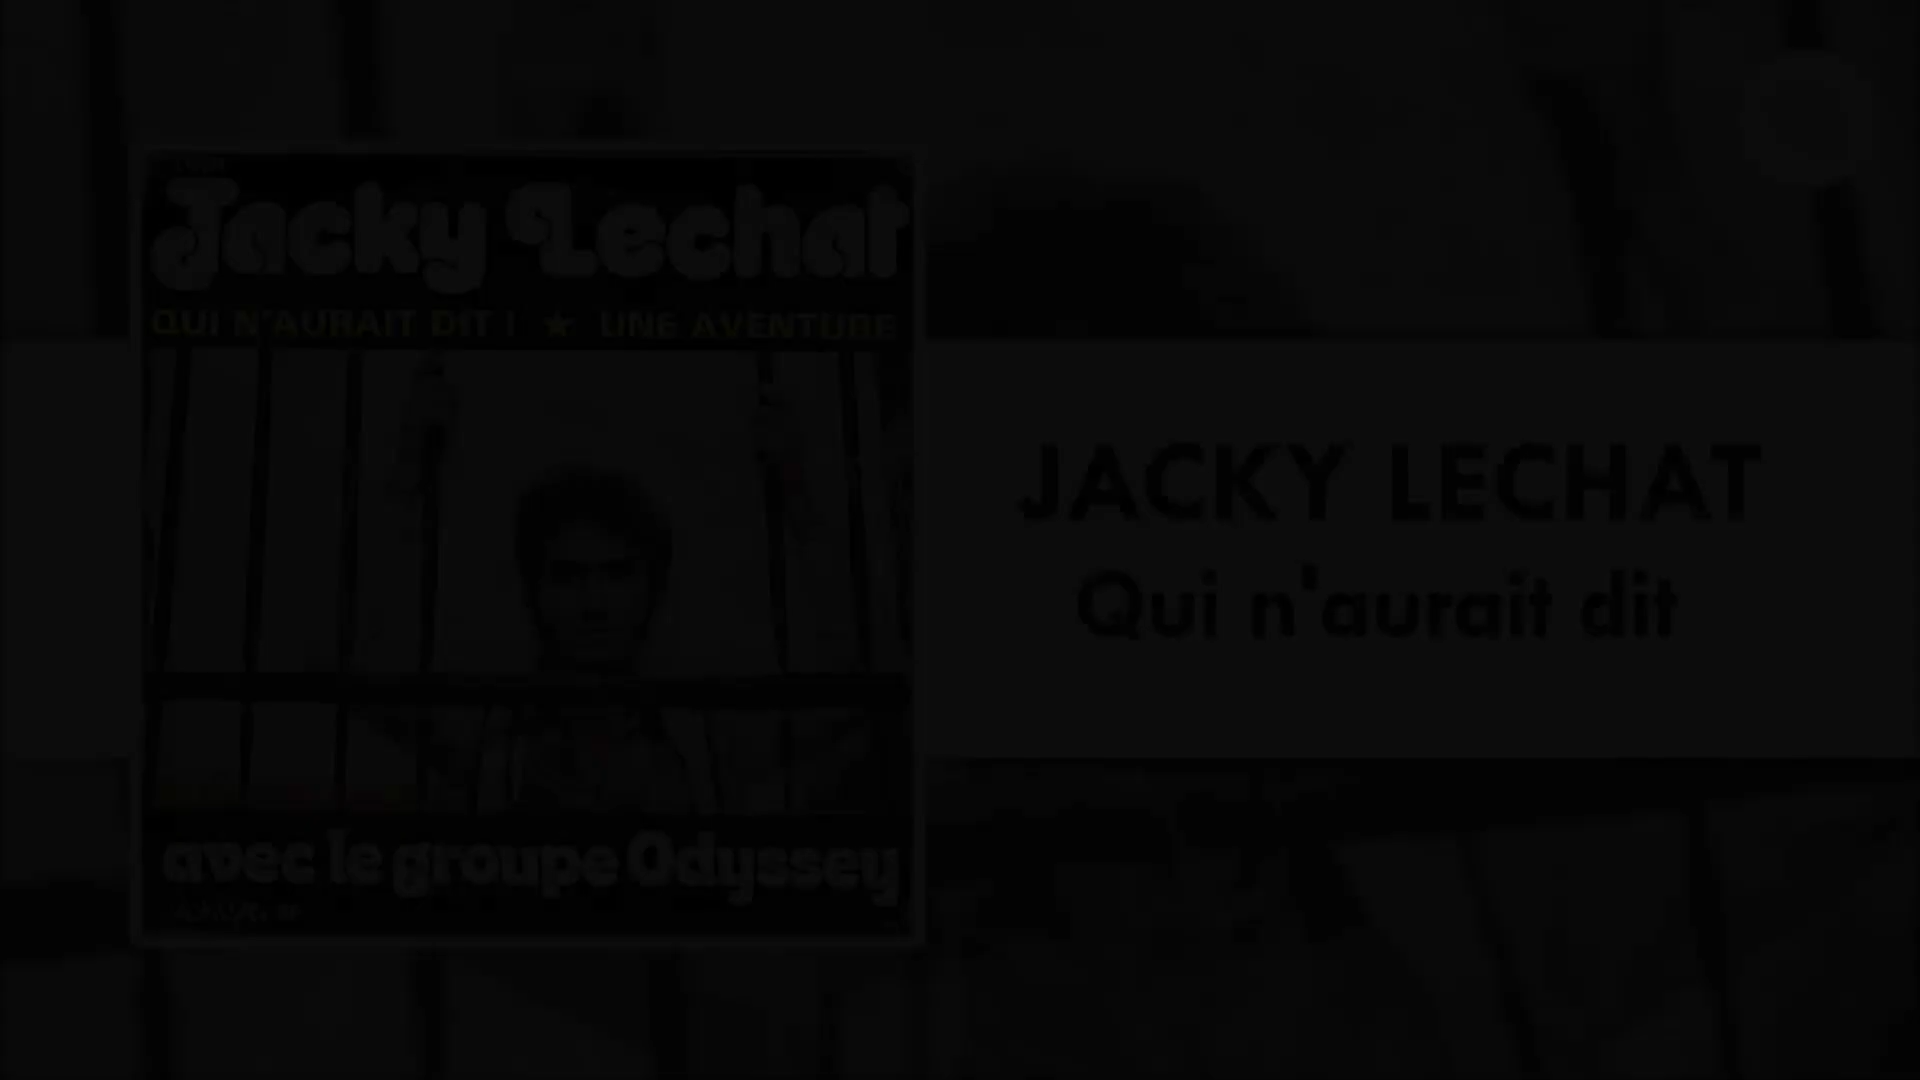 Jacky Lechat
QUI N'AURAIT DIT ! ★ UNE AVENTURE
avec le groupe Odyssey
JACKY LECHAT
Qui n'aurait dit